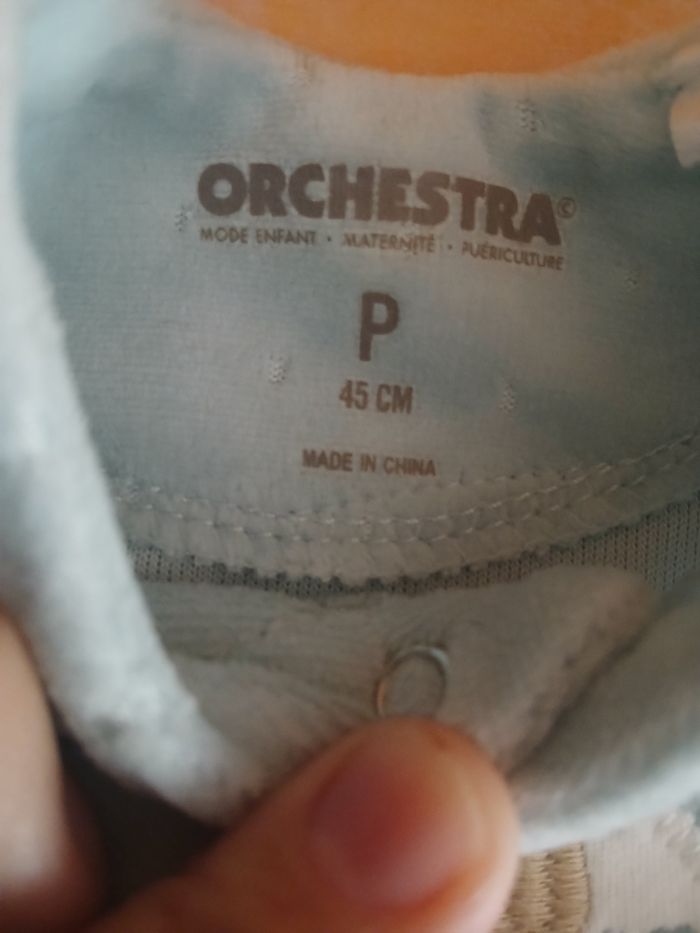 ORCHESTRA©
MODE ENFANT · MATERNITÉ · PUÉRICULTURE
P
45 CM
MADE IN CHINA